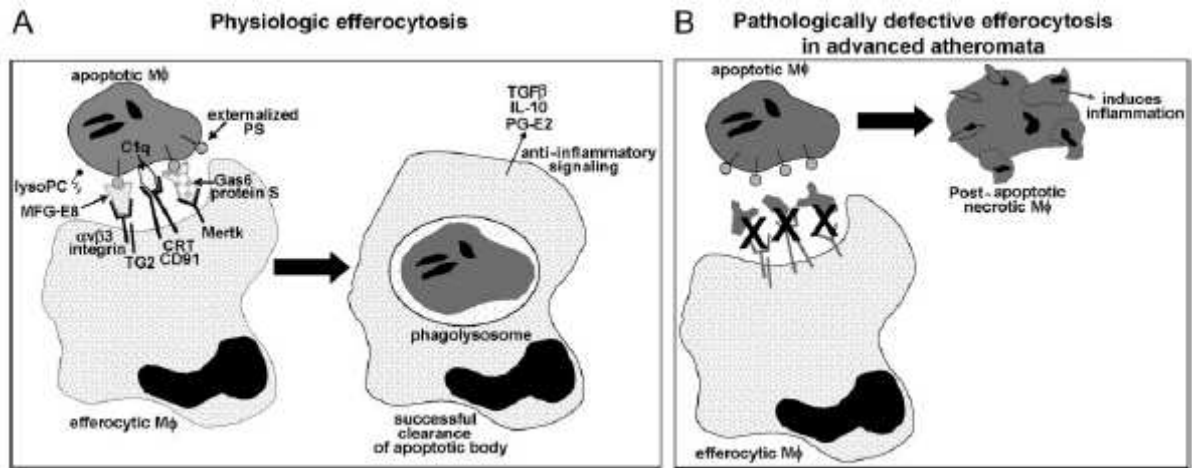 A
Physiologic efferocytosis
apoptotic Mϕ
externalized
PS
C1q
lysoPC
MFG-E8
Gas6
protein S
Mertk
αvβ3
integrin
TG2
CRT
CD91
efferocytic Mϕ
TGFβ
IL-10
PG-E2
anti-inflammatory
signaling
phagolysosome
successful
clearance
of apoptotic body
B
Pathologically defective efferocytosis
in advanced atheromata
apoptotic Mϕ
induces
inflammation
Post-apoptotic
necrotic Mϕ
X X X
efferocytic Mϕ